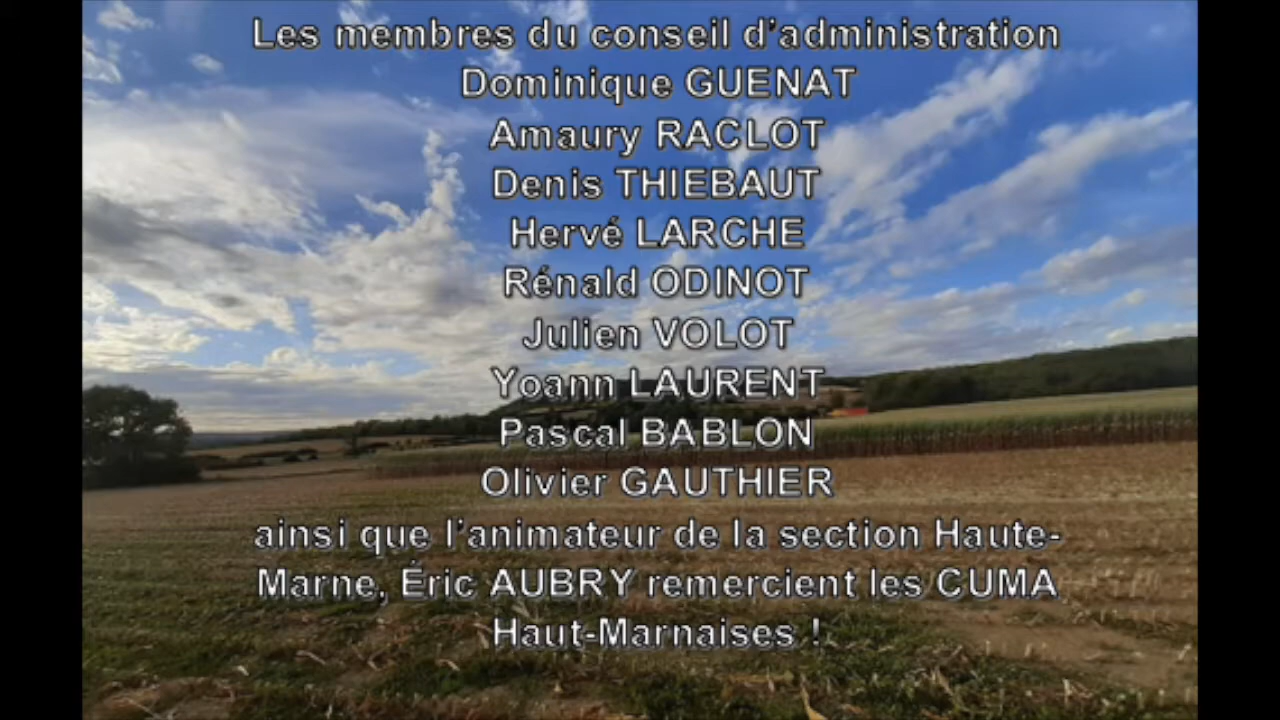 Les membres du conseil d'administration
Dominique GUENAT
Amaury RACLOT
Denis THIEBAUT
Hervé LARCHE
Rénald ODINOT
Julien VOLOT
Yoann LAURENT
Pascal BABLON
Olivier GAUTHIER
ainsi que l'animateur de la section Haute-
Marne, Éric AUBRY remercient les CUMA
Haut-Marnaises !